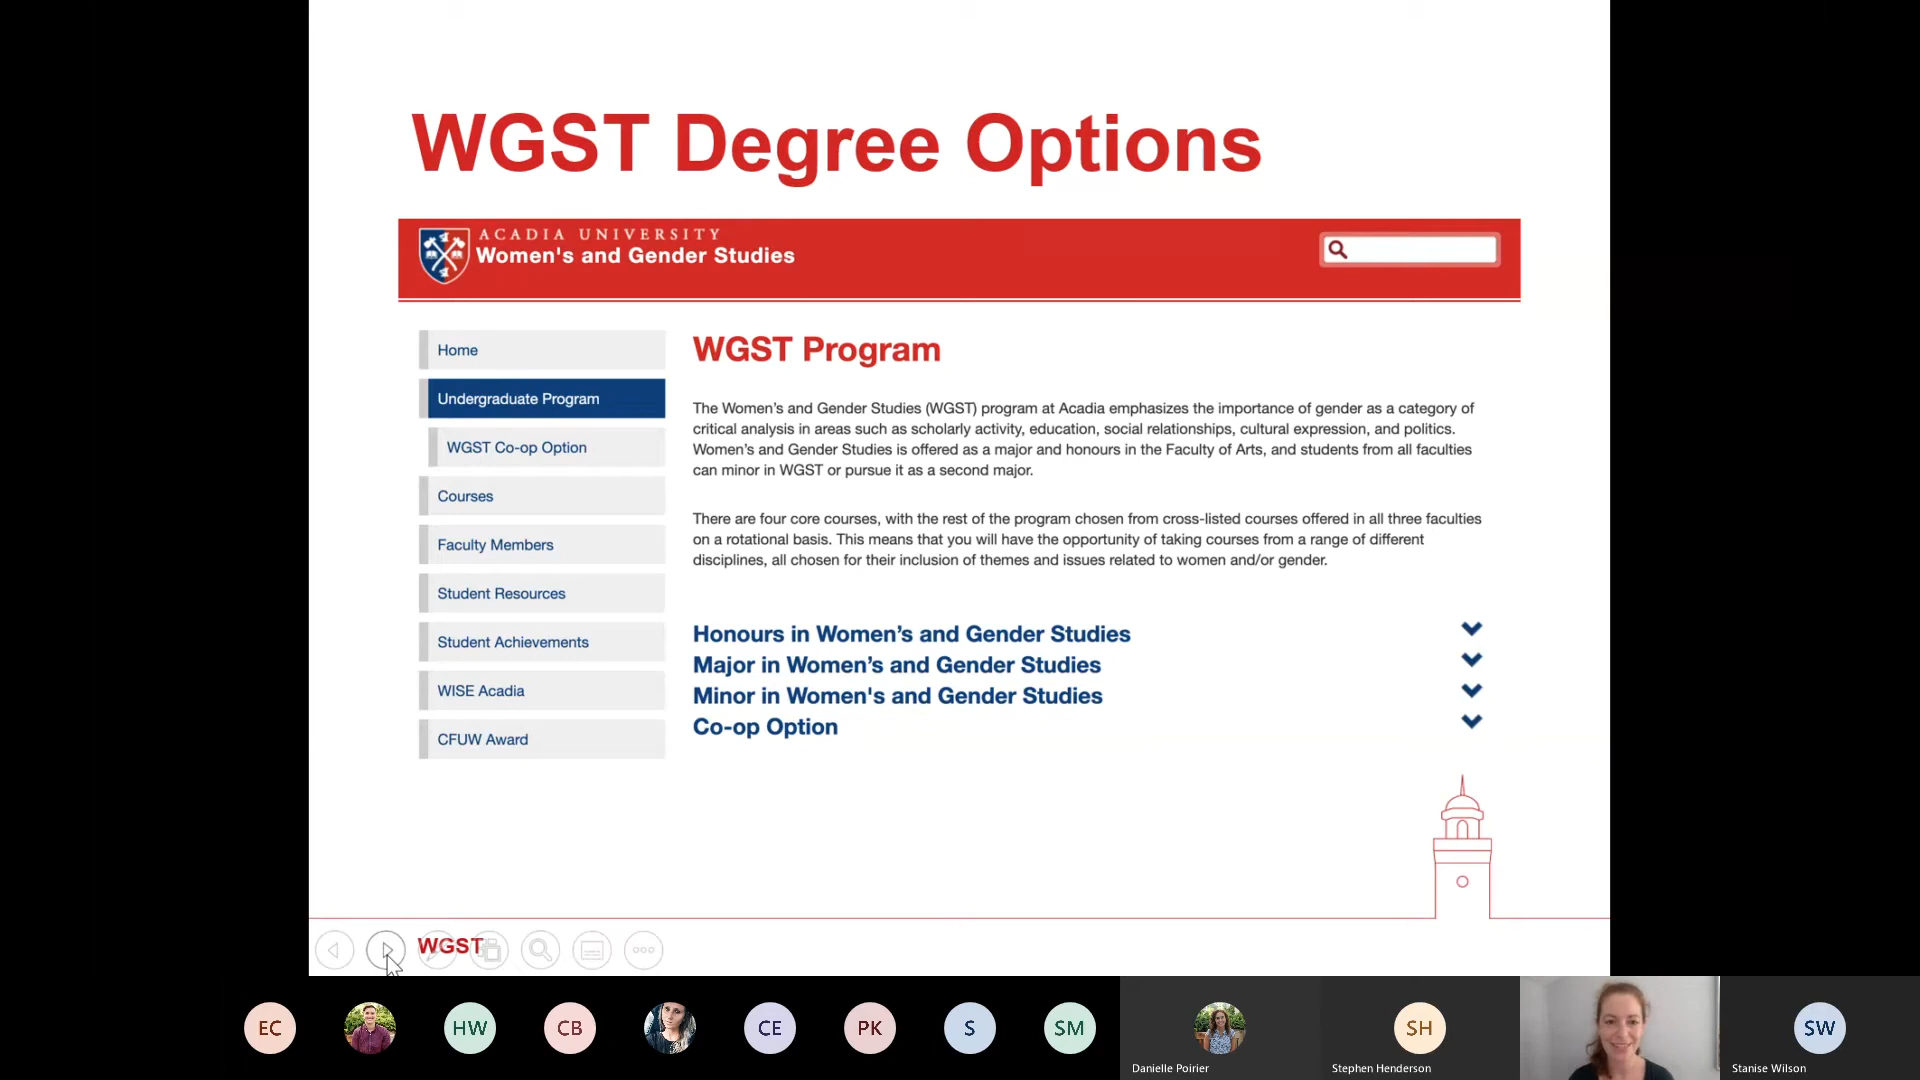 WGST Degree Options
ACADIA UNIVERSITY
Women's and Gender Studies
Home
Undergraduate Program
WGST Co-op Option
Courses
Faculty Members
Student Resources
Student Achievements
WISE Acadia
CFUW Award
WGST Program
The Women’s and Gender Studies (WGST) program at Acadia emphasizes the importance of gender as a category of
critical analysis in areas such as scholarly activity, education, social relationships, cultural expression, and politics.
Women’s and Gender Studies is offered as a major and honours in the Faculty of Arts, and students from all faculties
can minor in WGST or pursue it as a second major.
There are four core courses, with the rest of the program chosen from cross-listed courses offered in all three faculties
on a rotational basis. This means that you will have the opportunity of taking courses from a range of different
disciplines, all chosen for their inclusion of themes and issues related to women and/or gender.
Honours in Women’s and Gender Studies
Major in Women’s and Gender Studies
Minor in Women's and Gender Studies
Co-op Option
WGST
EC
HW
CB
CE
PK
S
SM
SH
SW
Danielle Poirier
Stephen Henderson
Stanise Wilson